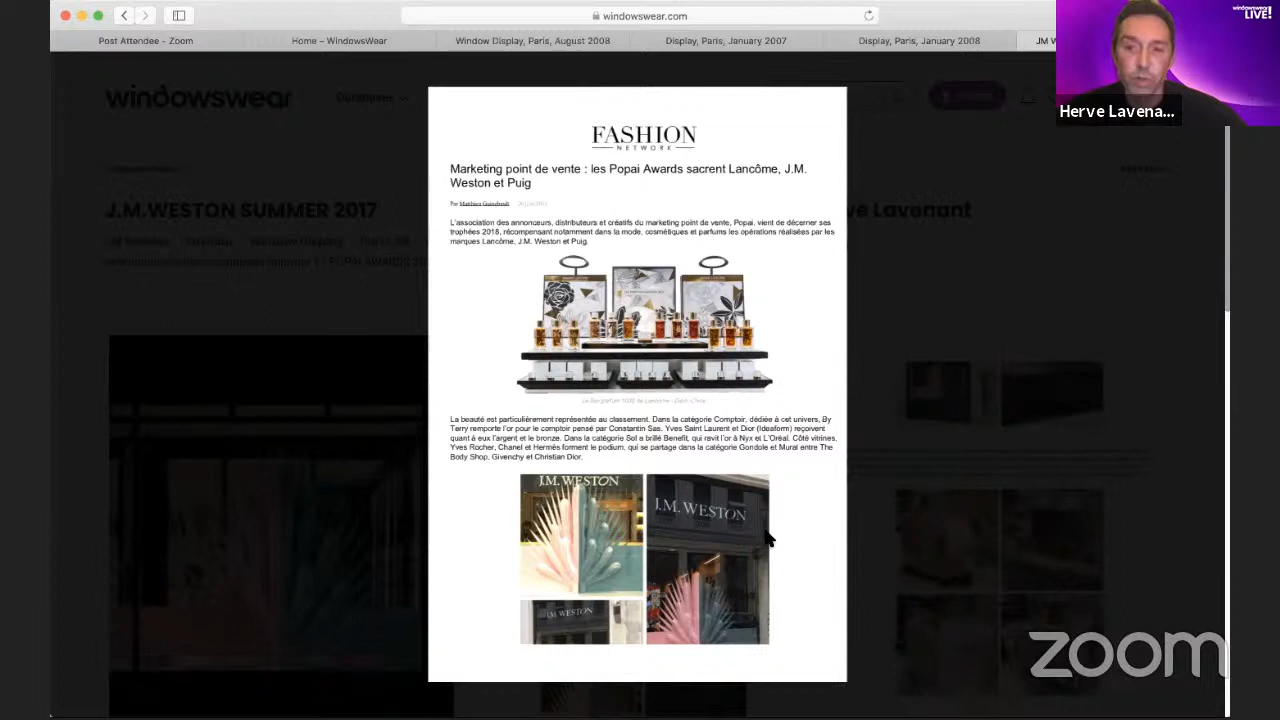 windowswear.com
windowswear
LIVE!
Post Attendee - Zoom
Home – WindowsWear
Window Display, Paris, August 2008
Display, Paris, January 2007
Display, Paris, January 2008
JM W
Herve Lavena...
windowswear
J.M.WESTON SUMMER 2017
e Lavenant
FASHION
NETWORK
Marketing point de vente : les Popai Awards sacrent Lancôme, J.M.
Weston et Puig
Par
L'association des annonceurs, distributeurs et créatifs du marketing point de vente, Popai, vient de décerner ses
trophées 2018, récompensant notamment dans la mode, cosmétiques et parfums les opérations réalisées par les
marques Lancôme, J.M. Weston et Puig.
La beauté est particulièrement représentée au classement. Dans la catégorie Comptoir, dédiée à cet univers, By
Terry remporte l'or pour le comptoir pensé par Constantin Sas. Yves Saint Laurent et Dior (Ideaform) reçoivent
quant à eux l'argent et le bronze. Dans la catégorie Sol a brillé Benefit, qui ravit l'or à Nyx et L'Oréal. Côté vitrines,
Yves Rocher, Chanel et Hermès forment le podium, qui se partage dans la catégorie Gondole et Mural entre The
Body Shop, Givenchy et Christian Dior.
J.M. WESTON
J.M. WESTON
J.M. WESTON
zoom